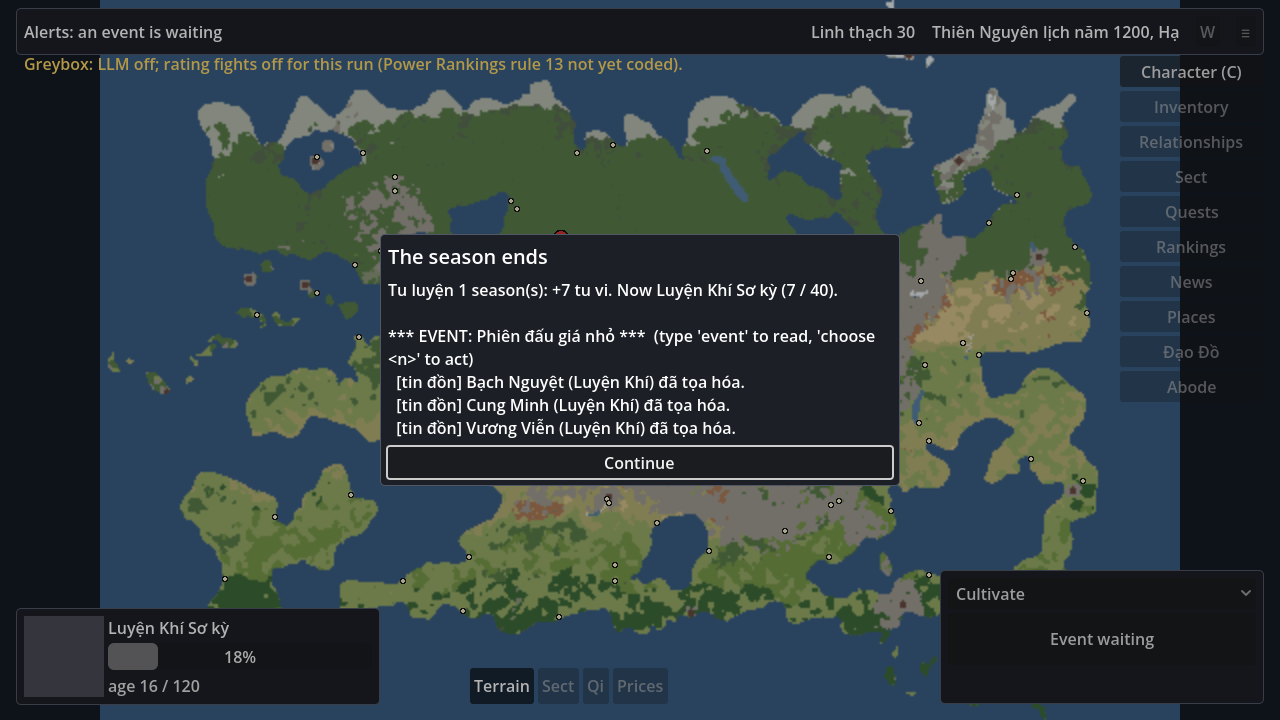 Alerts: an event is waiting
Linh thạch 30
Thiên Nguyên lịch năm 1200, Hạ
W
≡
Greybox: LLM off; rating fights off for this run (Power Rankings rule 13 not yet coded).
Character (C)
Inventory
Relationships
Sect
Quests
Rankings
News
Places
Đạo Đồ
Abode
The season ends
Tu luyện 1 season(s): +7 tu vi. Now Luyện Khí Sơ kỳ (7 / 40).
*** EVENT: Phiên đấu giá nhỏ *** (type 'event' to read, 'choose
<n>' to act)
[tin đồn] Bạch Nguyệt (Luyện Khí) đã tọa hóa.
[tin đồn] Cung Minh (Luyện Khí) đã tọa hóa.
[tin đồn] Vương Viễn (Luyện Khí) đã tọa hóa.
Continue
Luyện Khí Sơ kỳ
18%
age 16 / 120
Terrain
Sect
Qi
Prices
Cultivate
Event waiting